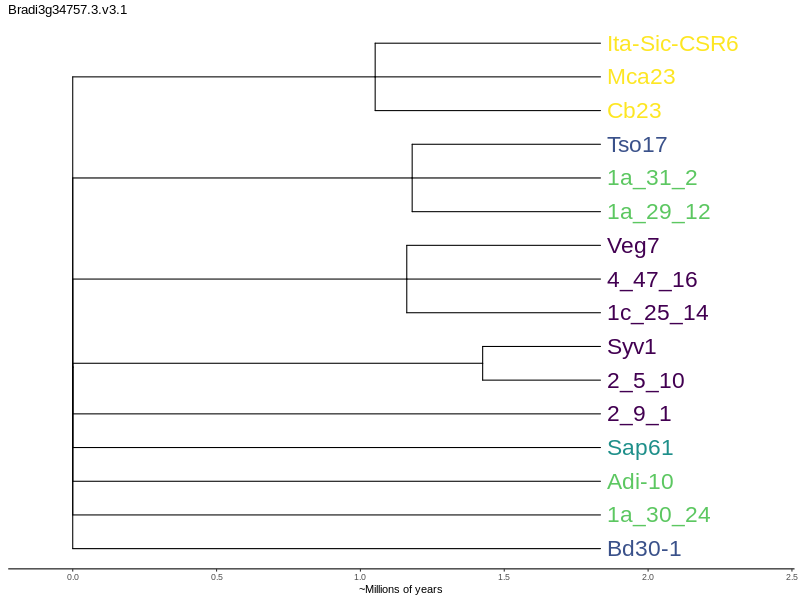 Bradi3g34757.3.v3.1
Ita-Sic-CSR6
Mca23
Cb23
Tso17
1a_31_2
1a_29_12
Veg7
4_47_16
1c_25_14
Syv1
2_5_10
2_9_1
Sap61
Adi-10
1a_30_24
Bd30-1
0.0 0.5 1.0 1.5 2.0 2.5
~Millions of years